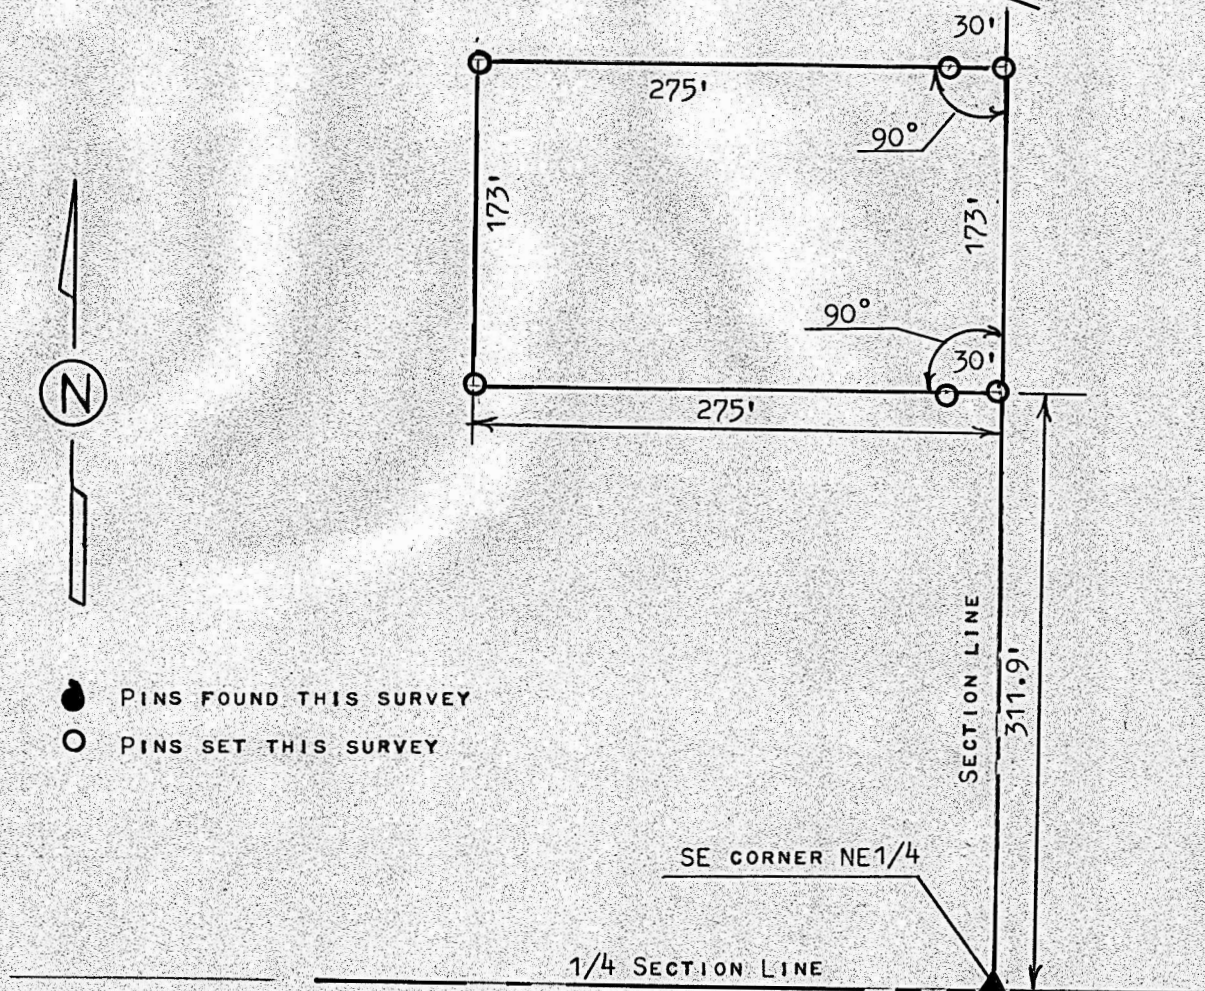 30'
275'
90°
173'
173'
90°
30'
275'
N
SECTION LINE
311.9'
PINS FOUND THIS SURVEY
PINS SET THIS SURVEY
SE CORNER NE1/4
1/4 SECTION LINE